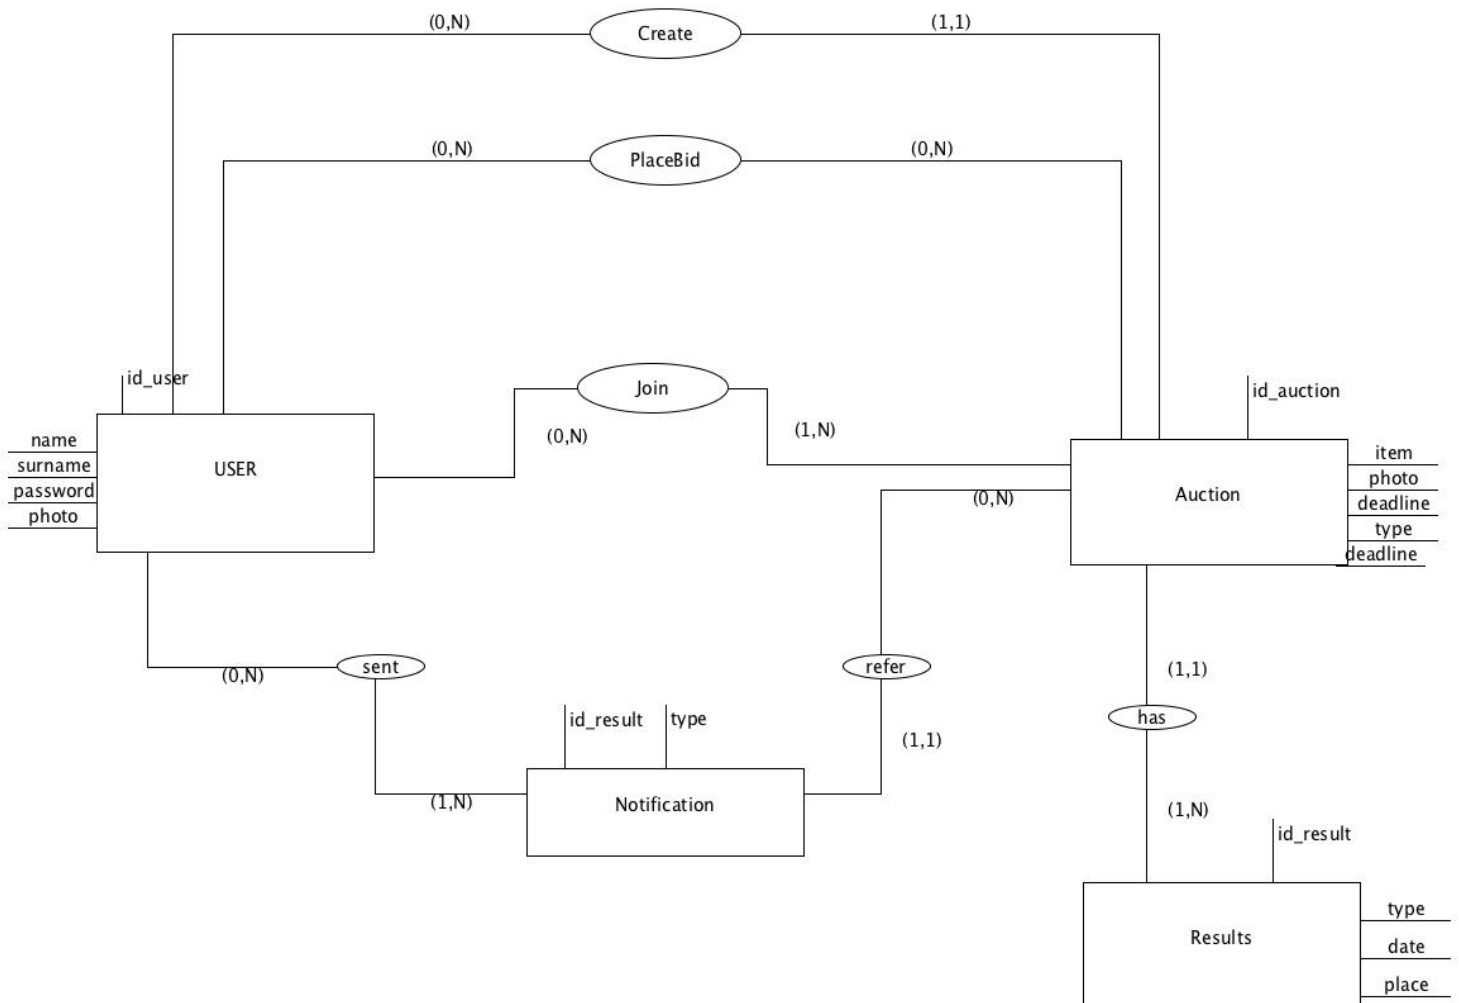 (0,N)
Create
(1,1)
(0,N)
PlaceBid
(0,N)
id_user
Join
id_auction
name
surname
password
photo
USER
(0,N)
(1,N)
(0,N)
Auction
item
photo
deadline
type
deadline
(0,N)
sent
refer
(1,1)
has
id_result
type
(1,1)
(1,N)
Notification
(1,N)
id_result
Results
type
date
place